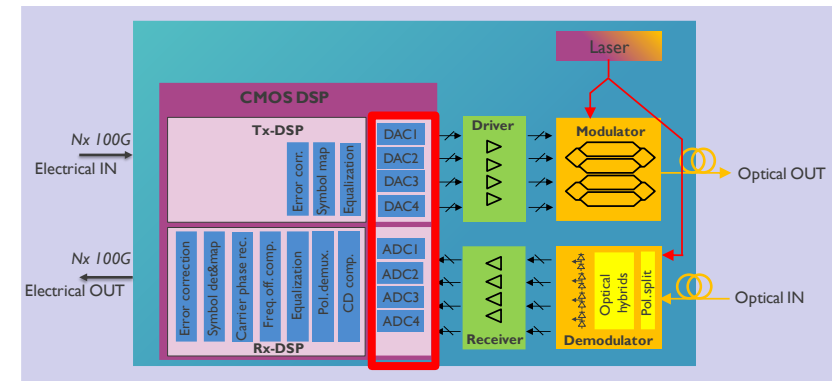 Laser
CMOS DSP
Tx-DSP
Nx 100G
Electrical IN
Error corr.
Symbol map
Equalization
DAC1
DAC2
DAC3
DAC4
Driver
Modulator
Optical OUT
Nx 100G
Electrical OUT
Error correction
Symbol det&map
Carrier phase rec.
Freq.off.comp.
Equalization
Pol.demux.
CD comp.
Rx-DSP
ADC1
ADC2
ADC3
ADC4
Receiver
Optical
hybrids
Pol.split
Demodulator
Optical IN